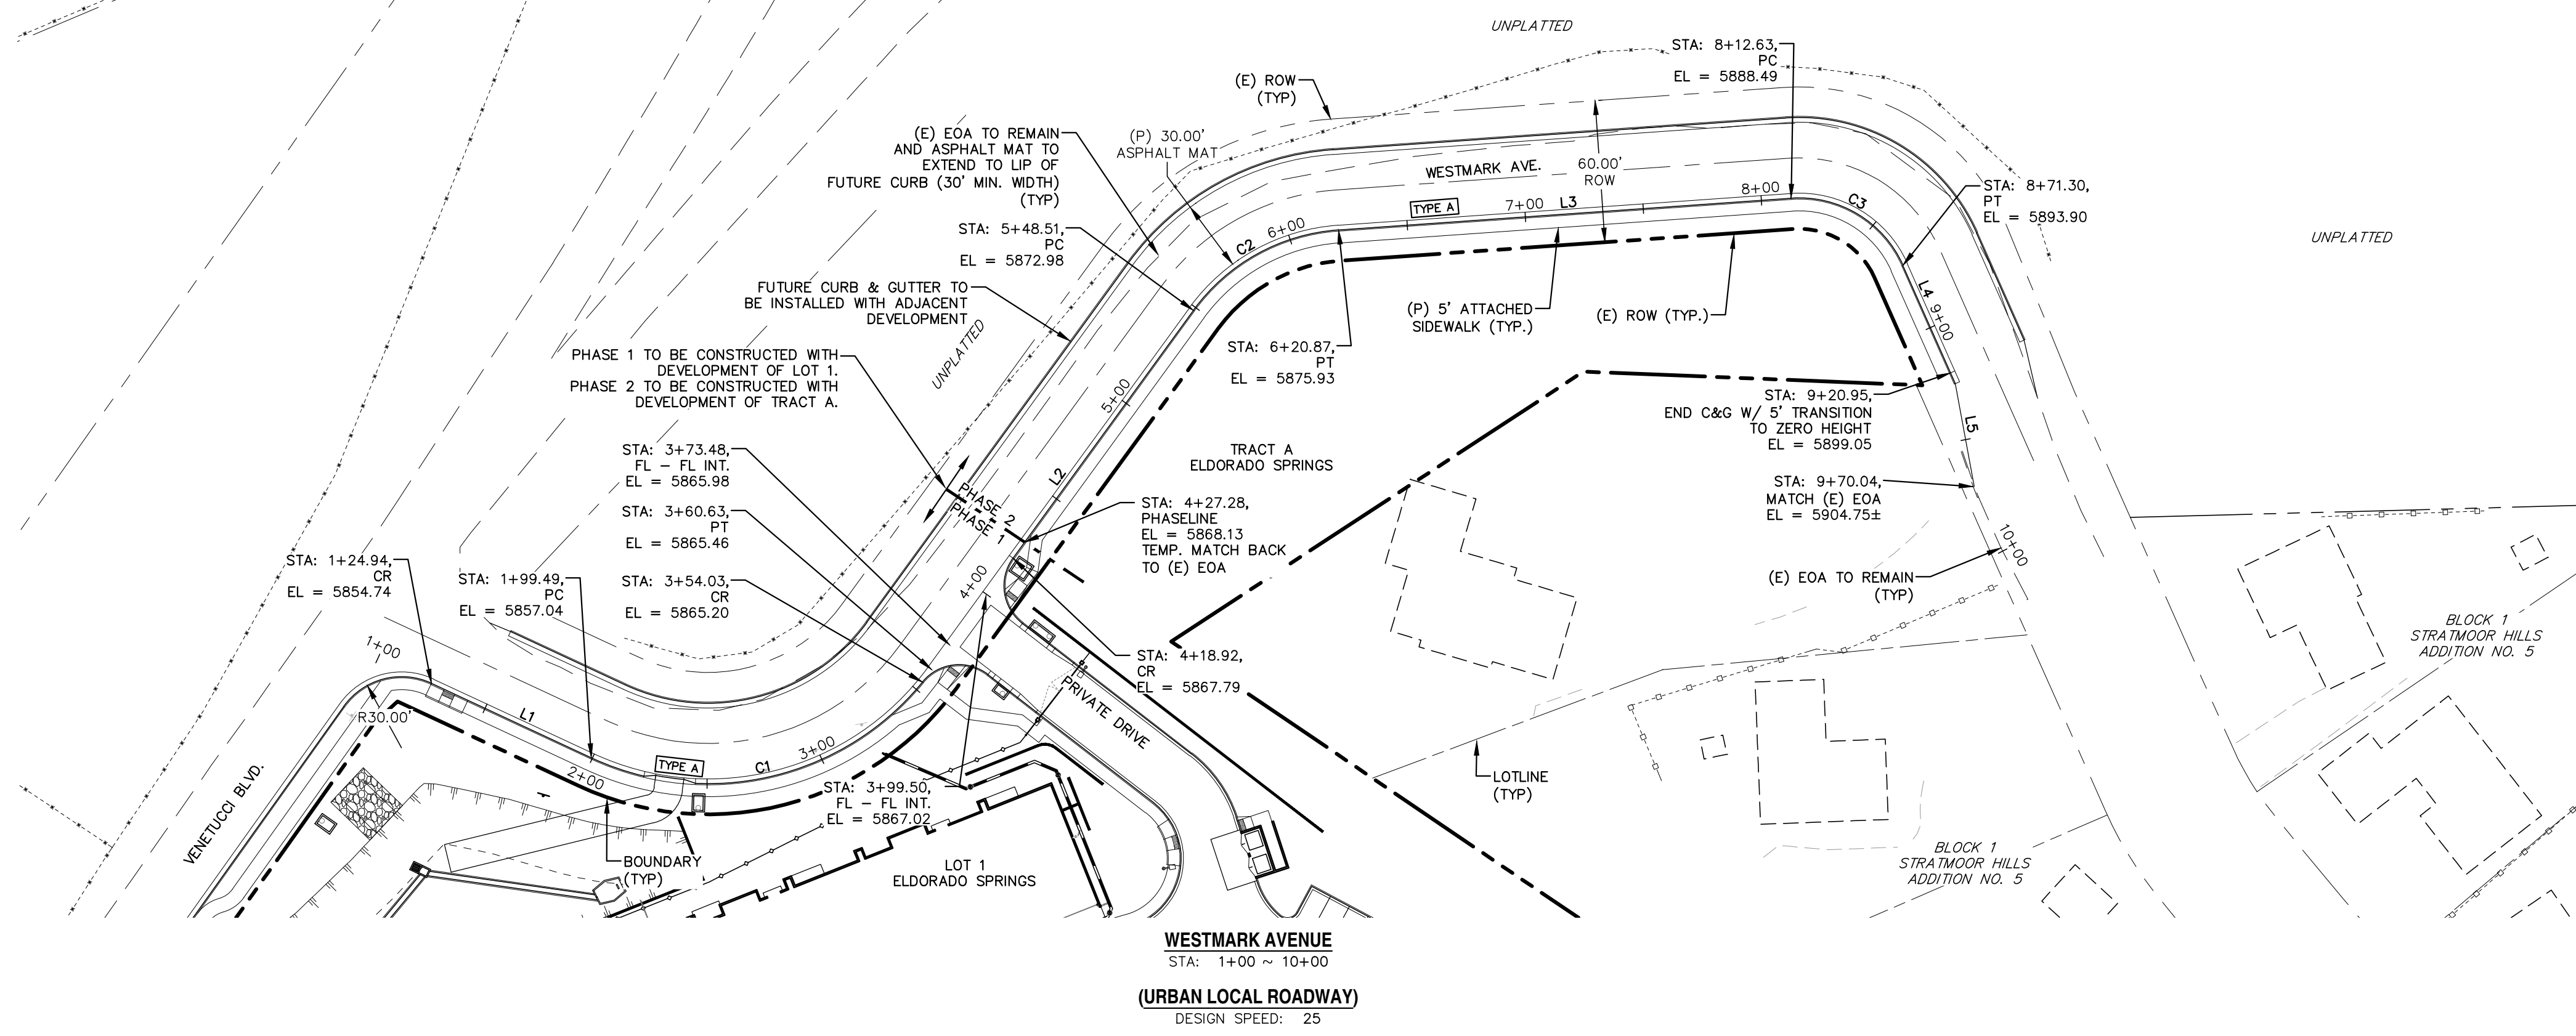 UNPLATTED
STA: 8+12.63,
PC
EL = 5888.49
(E) ROW
(TYP)
(E) EOA TO REMAIN
AND ASPHALT MAT TO
EXTEND TO LIP OF
FUTURE CURB (30' MIN. WIDTH)
(TYP)
(P) 30.00'
ASPHALT MAT
WESTMARK AVE.
60.00'
ROW
STA: 8+71.30,
PT
EL = 5893.90
UNPLATTED
8+00
C3
TYPE A
7+00
L3
STA: 5+48.51,
PC
EL = 5872.98
6+00
C2
FUTURE CURB & GUTTER TO
BE INSTALLED WITH ADJACENT
DEVELOPMENT
UNPLATTED
(P) 5' ATTACHED
SIDEWALK (TYP.)
(E) ROW (TYP.)
L4
9+00
PHASE 1 TO BE CONSTRUCTED WITH
DEVELOPMENT OF LOT 1.
PHASE 2 TO BE CONSTRUCTED WITH
DEVELOPMENT OF TRACT A.
STA: 6+20.87,
PT
EL = 5875.93
5+00
STA: 9+20.95,
END C&G W/ 5' TRANSITION
TO ZERO HEIGHT
EL = 5899.05
L5
STA: 3+73.48,
FL - FL INT.
EL = 5865.98
TRACT A
ELDORADO SPRINGS
L2
PHASE 2
PHASE 1
STA: 4+27.28,
PHASELINE
EL = 5868.13
TEMP. MATCH BACK
TO (E) EOA
STA: 9+70.04,
MATCH (E) EOA
EL = 5904.75±
STA: 3+60.63,
PT
EL = 5865.46
10+00
STA: 1+24.94,
CR
EL = 5854.74
STA: 1+99.49,
PC
EL = 5857.04
STA: 3+54.03,
CR
EL = 5865.20
4+00
(E) EOA TO REMAIN
(TYP)
BLOCK 1
STRATMOOR HILLS
ADDITION NO. 5
1+00
STA: 4+18.92,
CR
EL = 5867.79
PRIVATE DRIVE
R30.00'
L1
TYPE A
C1
3+00
2+00
VENETUCCI BLVD.
STA: 3+99.50,
FL - FL INT.
EL = 5867.02
LOTLINE
(TYP)
BOUNDARY
(TYP)
LOT 1
ELDORADO SPRINGS
BLOCK 1
STRATMOOR HILLS
ADDITION NO. 5
WESTMARK AVENUE
STA: 1+00 ~ 10+00
(URBAN LOCAL ROADWAY)
DESIGN SPEED: 25